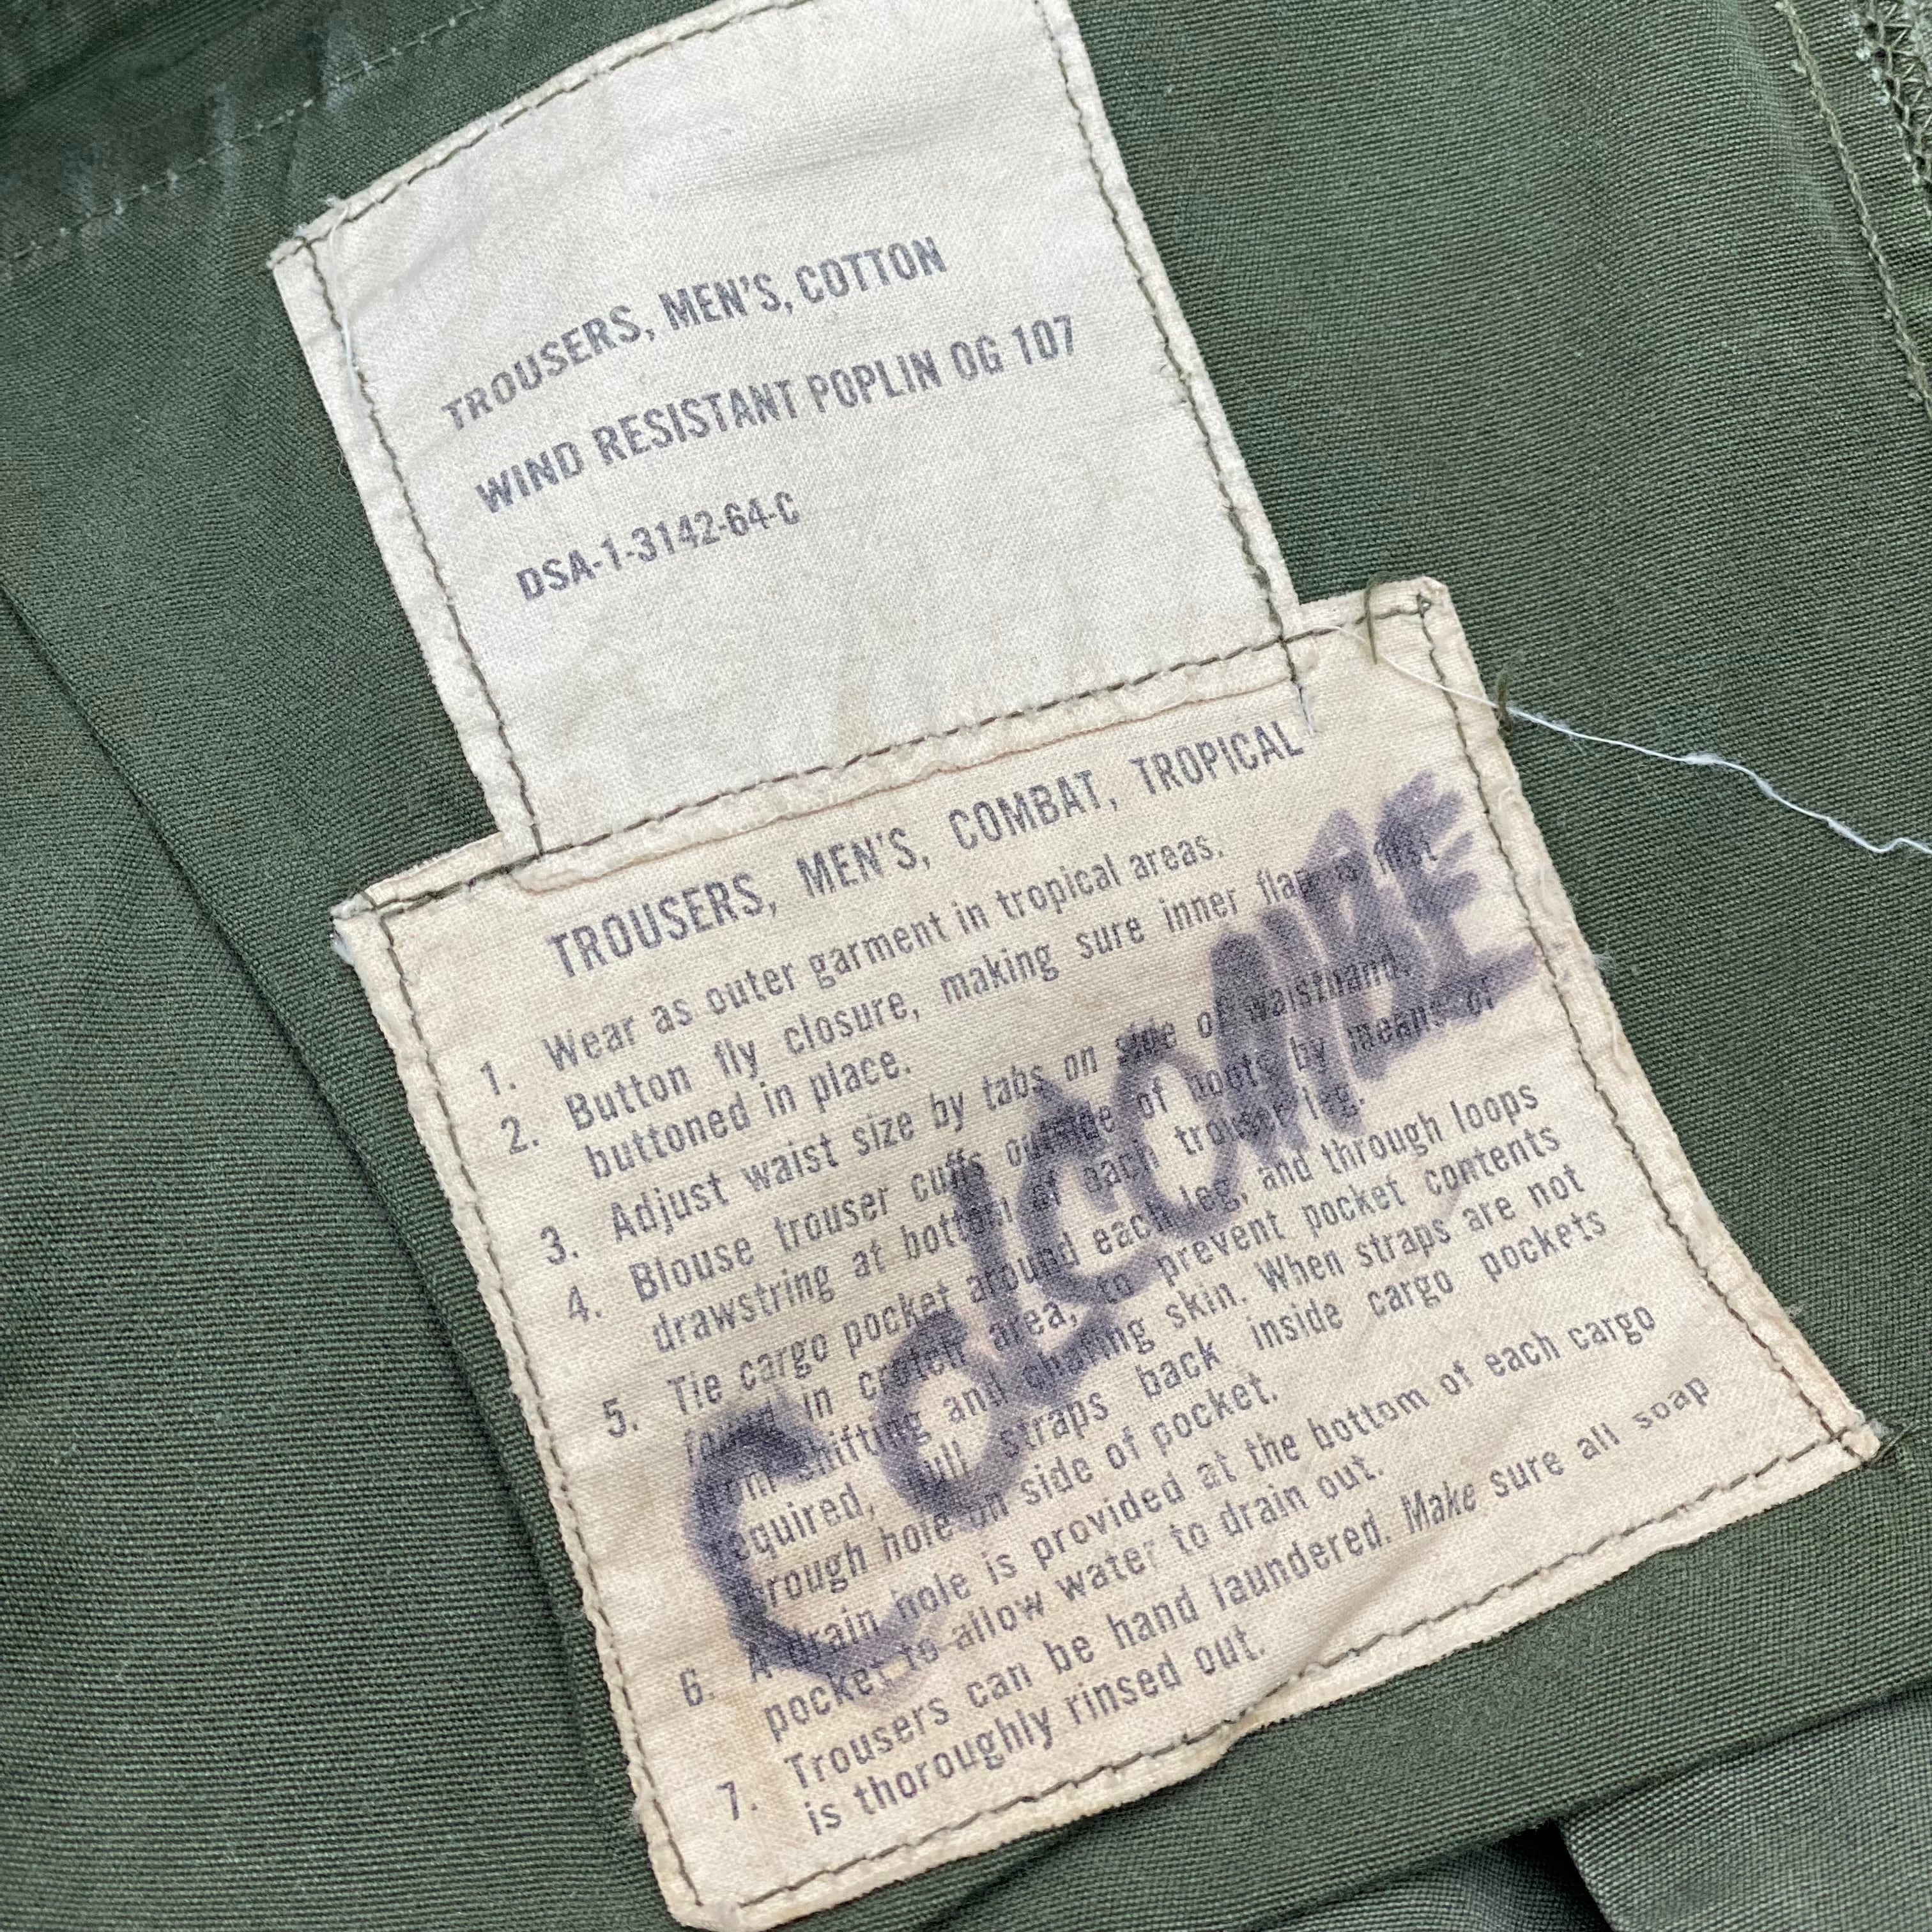 TROUSERS, MEN'S, COTTON
WIND RESISTANT POPLIN OG 107
DSA-1-3142-64-C
TROUSERS, MEN'S, COMBAT, TROPICAL
1. Wear as outer garment in tropical areas.
2. Button fly closure, making sure inner flap is first
buttoned in place.
3. Adjust waist size by tabs on side of waistband.
4. Blouse trouser cuffs outside of boots by means of
drawstring at bottom of each trouser leg.
5. Tie cargo pocket around each leg, and through loops
in crotch area, to prevent pocket contents
from shifting and chafing skin. When straps are not
required, pull straps back inside cargo pockets
through hole on side of pocket.
6. A drain hole is provided at the bottom of each cargo
pocket to allow water to drain out.
7. Trousers can be hand laundered. Make sure all soap
is thoroughly rinsed out.